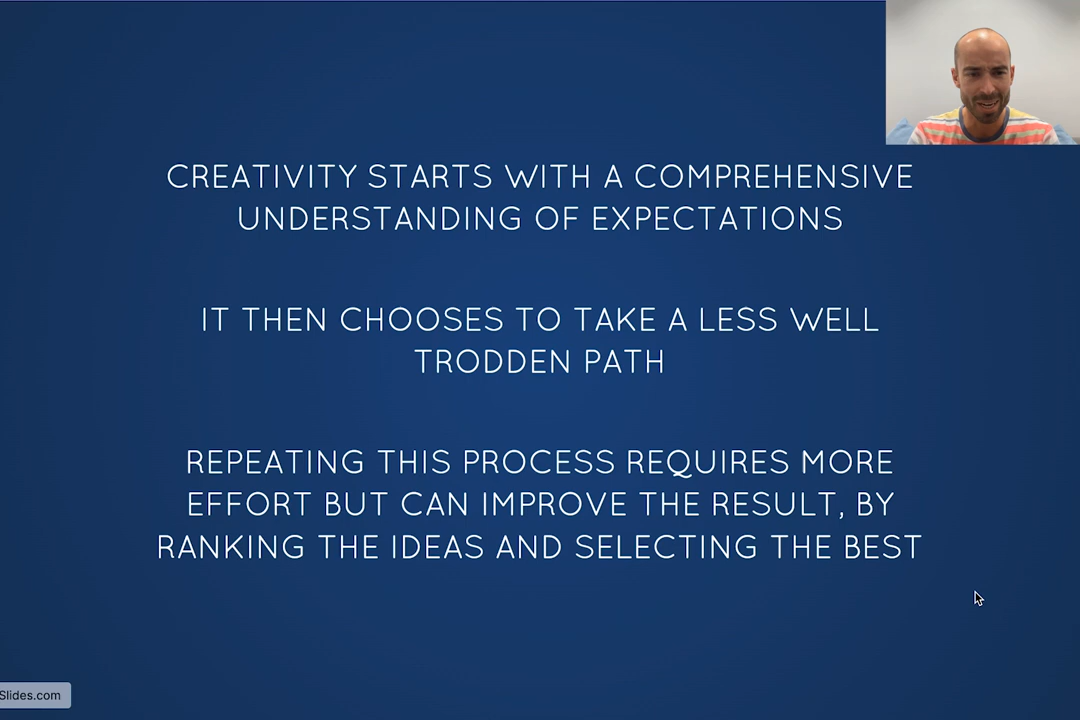 CREATIVITY STARTS WITH A COMPREHENSIVE
UNDERSTANDING OF EXPECTATIONS
IT THEN CHOOSES TO TAKE A LESS WELL
TRODDEN PATH
REPEATING THIS PROCESS REQUIRES MORE
EFFORT BUT CAN IMPROVE THE RESULT, BY
RANKING THE IDEAS AND SELECTING THE BEST
Slides.com